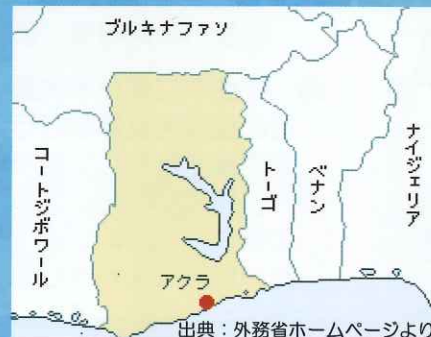 ブルキナファソ
コートジボワール
トーゴ
ベナン
ナイジェリア
アクラ
出典：外務省ホームページより